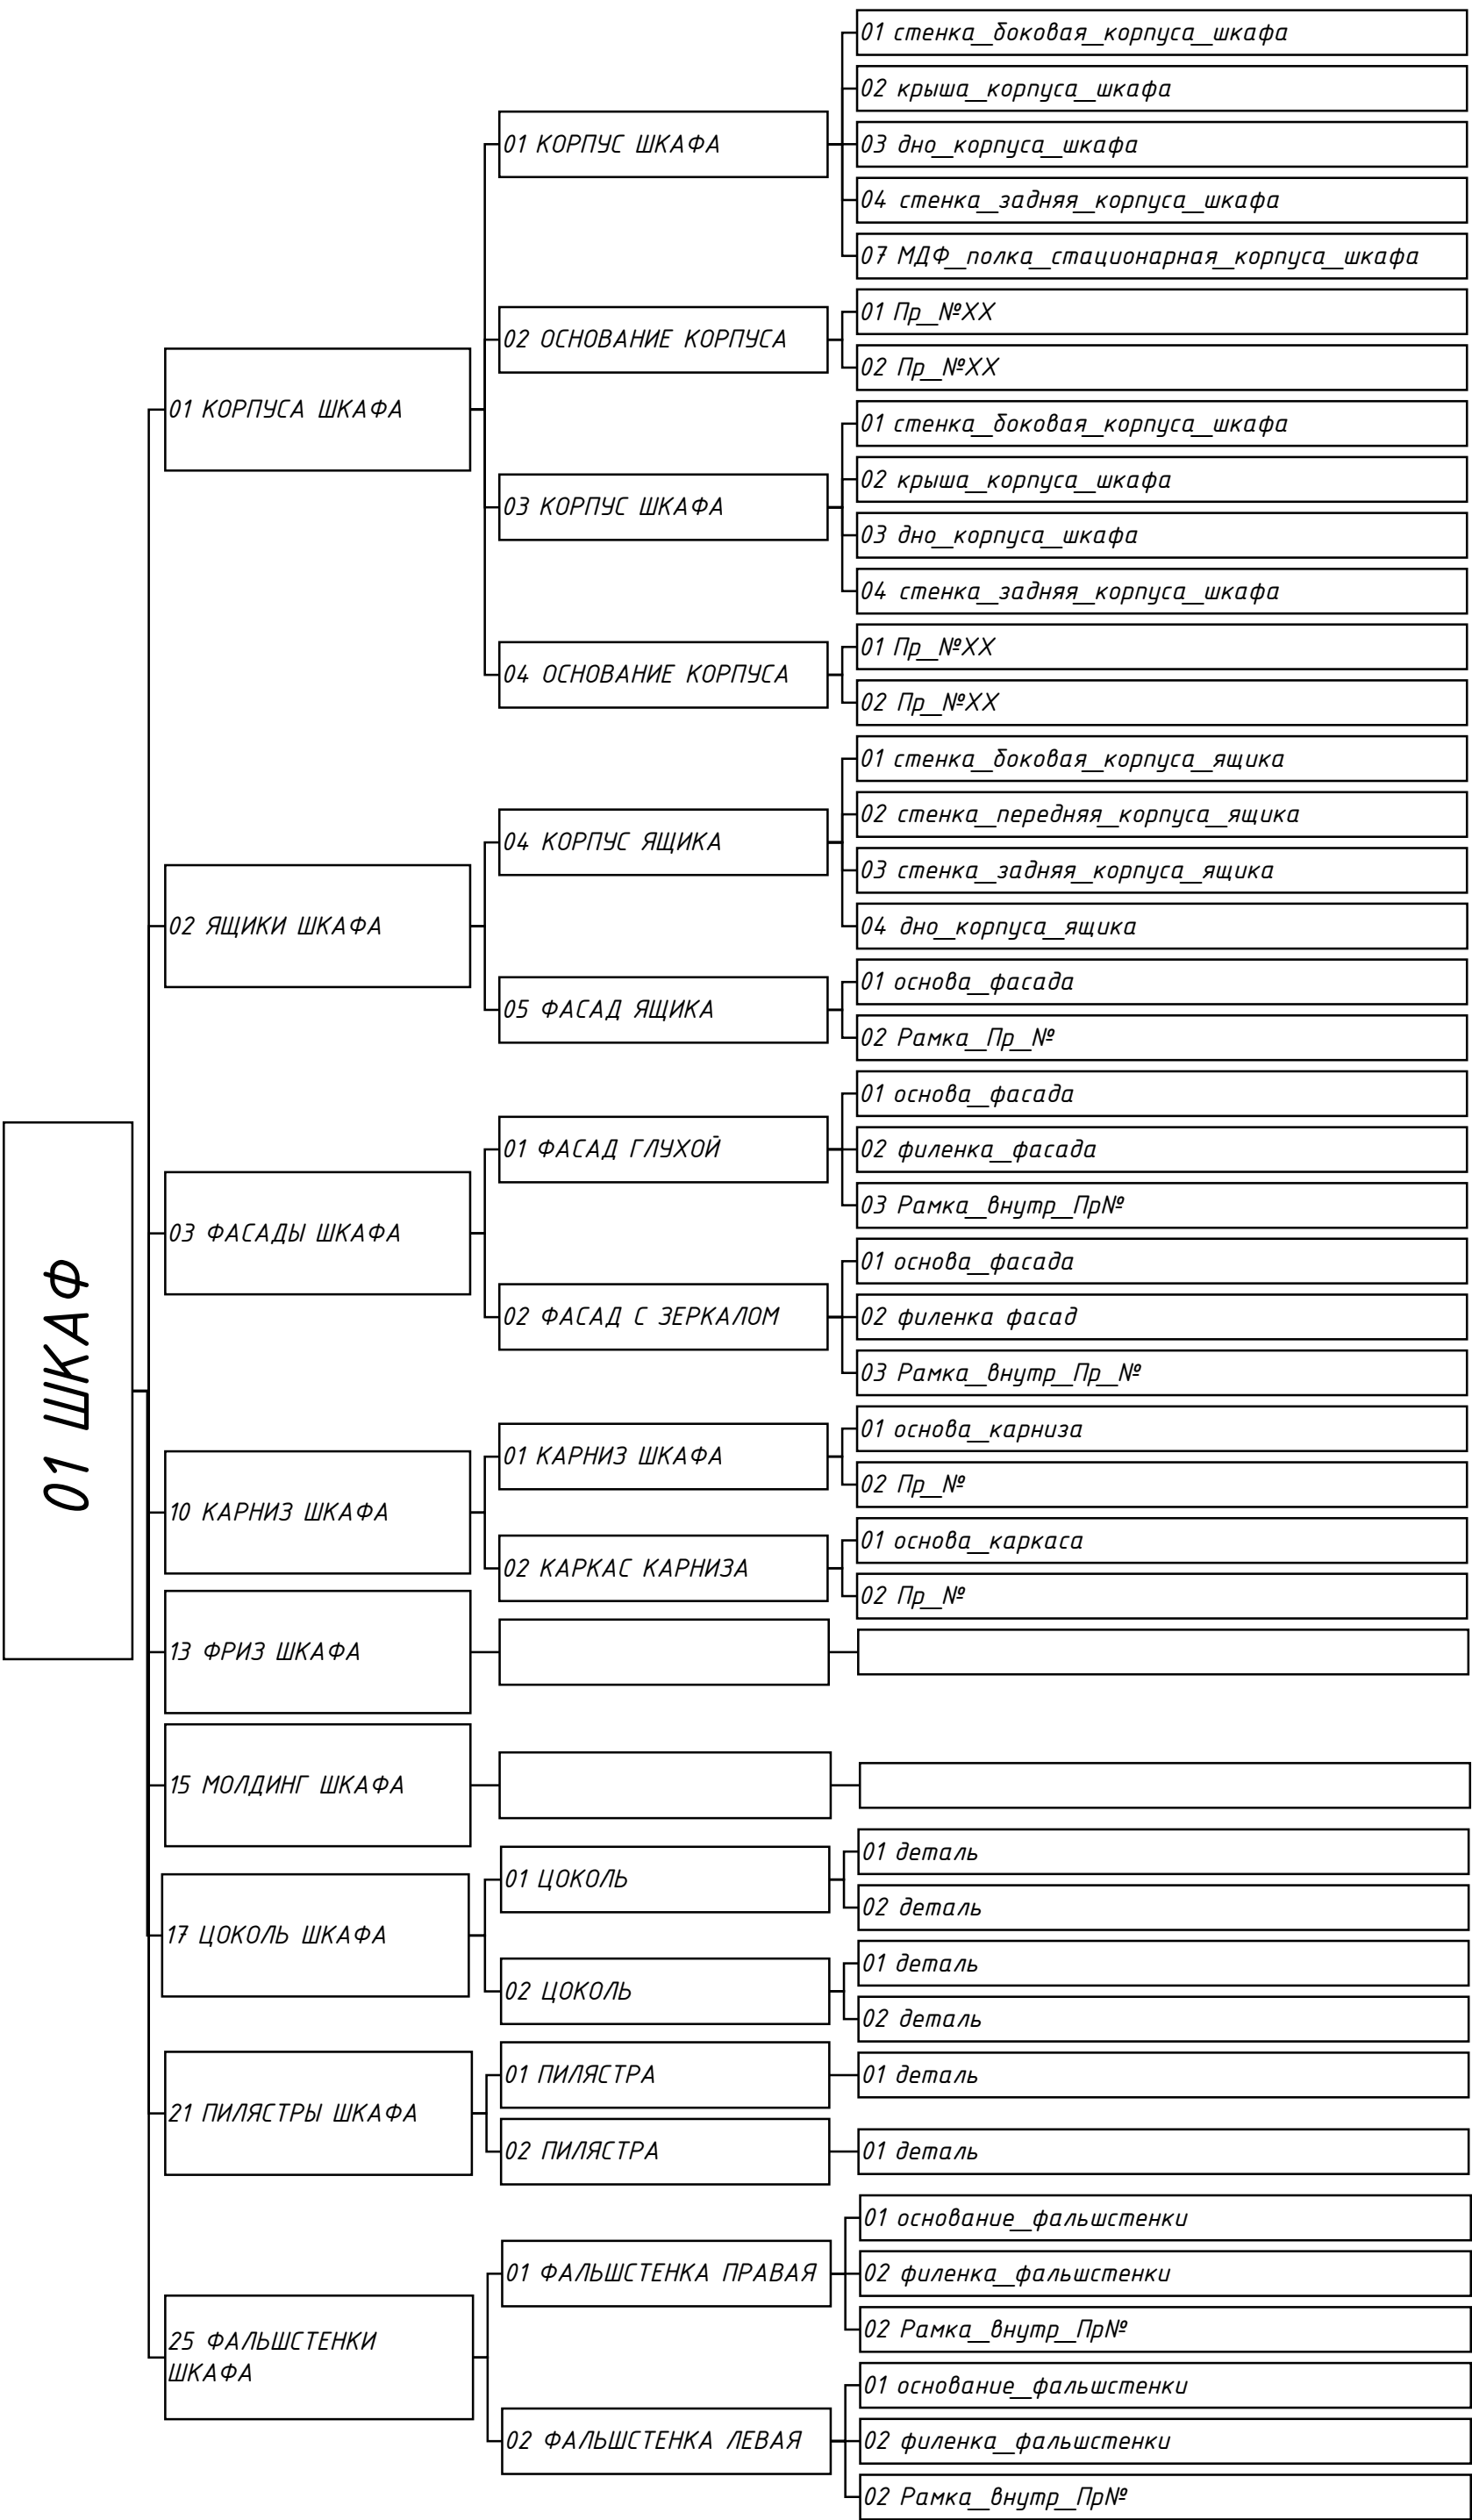 01 ШКАФ
01 КОРПУСА ШКАФА
01 КОРПУС ШКАФА
01 стенка_боковая_корпуса_шкафа
02 крыша_корпуса_шкафа
03 дно_корпуса_шкафа
04 стенка_задняя_корпуса_шкафа
07 МДФ_полка_стационарная_корпуса_шкафа
02 ОСНОВАНИЕ КОРПУСА
01 Пр_№ХХ
02 Пр_№ХХ
03 КОРПУС ШКАФА
01 стенка_боковая_корпуса_шкафа
02 крыша_корпуса_шкафа
03 дно_корпуса_шкафа
04 стенка_задняя_корпуса_шкафа
04 ОСНОВАНИЕ КОРПУСА
01 Пр_№ХХ
02 Пр_№ХХ
02 ЯЩИКИ ШКАФА
04 КОРПУС ЯЩИКА
01 стенка_боковая_корпуса_ящика
02 стенка_передняя_корпуса_ящика
03 стенка_задняя_корпуса_ящика
04 дно_корпуса_ящика
05 ФАСАД ЯЩИКА
01 основа_фасада
02 Рамка_Пр_№
03 ФАСАДЫ ШКАФА
01 ФАСАД ГЛУХОЙ
01 основа_фасада
02 филенка_фасада
03 Рамка_внутр_Пр№
02 ФАСАД С ЗЕРКАЛОМ
01 основа_фасада
02 филенка фасад
03 Рамка_внутр_Пр_№
10 КАРНИЗ ШКАФА
01 КАРНИЗ ШКАФА
01 основа_карниза
02 Пр_№
02 КАРКАС КАРНИЗА
01 основа_каркаса
02 Пр_№
13 ФРИЗ ШКАФА
15 МОЛДИНГ ШКАФА
17 ЦОКОЛЬ ШКАФА
01 ЦОКОЛЬ
01 деталь
02 деталь
02 ЦОКОЛЬ
01 деталь
02 деталь
21 ПИЛЯСТРЫ ШКАФА
01 ПИЛЯСТРА
01 деталь
02 ПИЛЯСТРА
01 деталь
25 ФАЛЬШСТЕНКИ
ШКАФА
01 ФАЛЬШСТЕНКА ПРАВАЯ
01 основание_фальшстенки
02 филенка_фальшстенки
02 Рамка_внутр_Пр№
02 ФАЛЬШСТЕНКА ЛЕВАЯ
01 основание_фальшстенки
02 филенка_фальшстенки
02 Рамка_внутр_Пр№